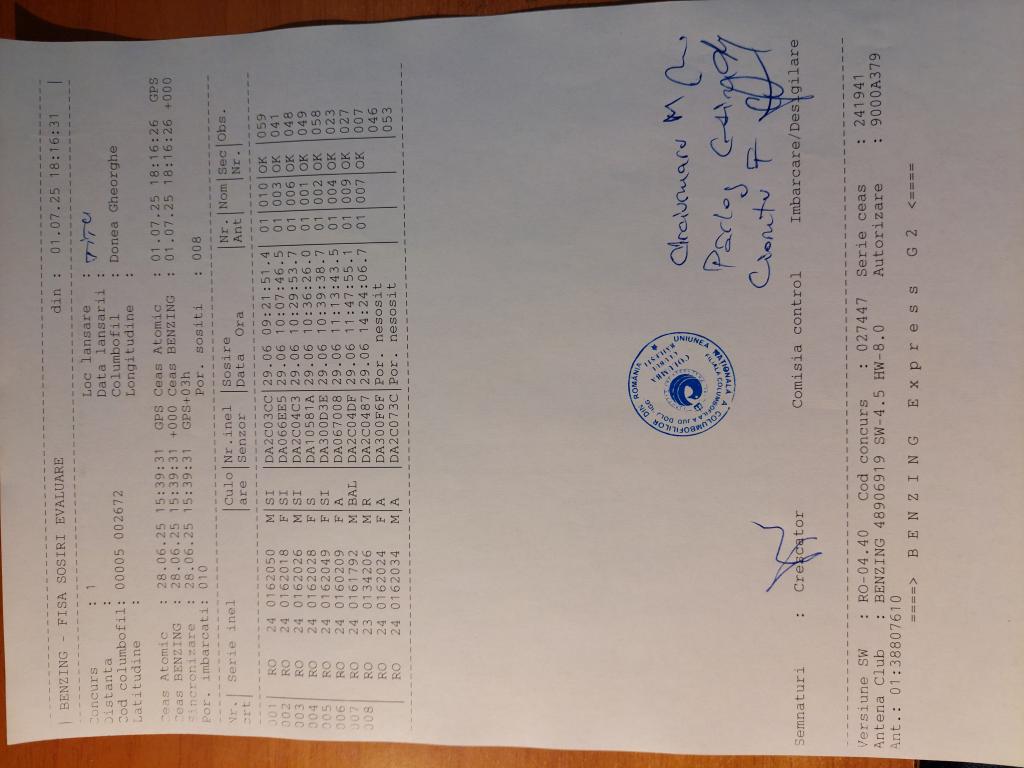 | BENZING - FISA SOSIRI EVALUARE din : 01.07.25 18:16:31 |
Concurs : 1 Loc lansare : TITU
Distanta : Data lansarii :
Cod columbofil: 00005 002672 Columbofil : Donea Gheorghe
Latitudine : Longitudine :
Ceas Atomic : 28.06.25 15:39:31 GPS Ceas Atomic : 01.07.25 18:16:26 GPS
Ceas BENZING : 28.06.25 15:39:31 +000 Ceas BENZING : 01.07.25 18:16:26 +000
Sincronizare : 28.06.25 15:39:31 GPS+03h
Por. imbarcati: 010 Por. sositi : 008
Nr.| Serie inel |Culo|Nr.inel |Sosire |Nr.|Nom|Sec|Obs.
crt| |are |Senzor |Data Ora |Ant| |Nr.|
001| RO 24 0162050 M|SI |DA2C03CC|29.06 09:21:51.4 |01 |010|OK |059
002| RO 24 0162018 F|SI |DA066EE5|29.06 10:07:46.5 |01 |003|OK |041
003| RO 24 0162026 M|SI |DA2C04C3|29.06 10:29:53.7 |01 |006|OK |048
004| RO 24 0162028 F|S |DA10581A|29.06 10:36:26.0 |01 |001|OK |049
005| RO 24 0162049 F|SI |DA300D3E|29.06 10:39:38.7 |01 |002|OK |058
006| RO 24 0160209 F|A |DA067008|29.06 11:13:43.5 |01 |004|OK |023
007| RO 24 0161792 M|BAL |DA2C04DF|29.06 11:47:55.1 |01 |009|OK |027
008| RO 23 0134206 M|R |DA2C0487|29.06 14:24:06.7 |01 |007|OK |007
RO 24 0162024 F|A |DA300F6F|Por. nesosit | | | |046
RO 24 0162034 M|A |DA2C073C|Por. nesosit | | | |053
UNIUNEA NATIONALA A COLUMBOFILILOR DIN ROMANIA
FILIALA COLUMBOFILA JUD DOLJ
COLUMBA
Parlog
Semnaturi : Crescator Comisia control Imbarcare/Desigilare
Versiune SW : RO-04.40 Cod concurs : 027447 Serie ceas : 241941
Antena Club : BENZING 48906919 SW-4.5 HW-8.0 Autorizare : 9000A379
Ant.: 01:38807610
====> B E N Z I N G E x p r e s s G 2 <====